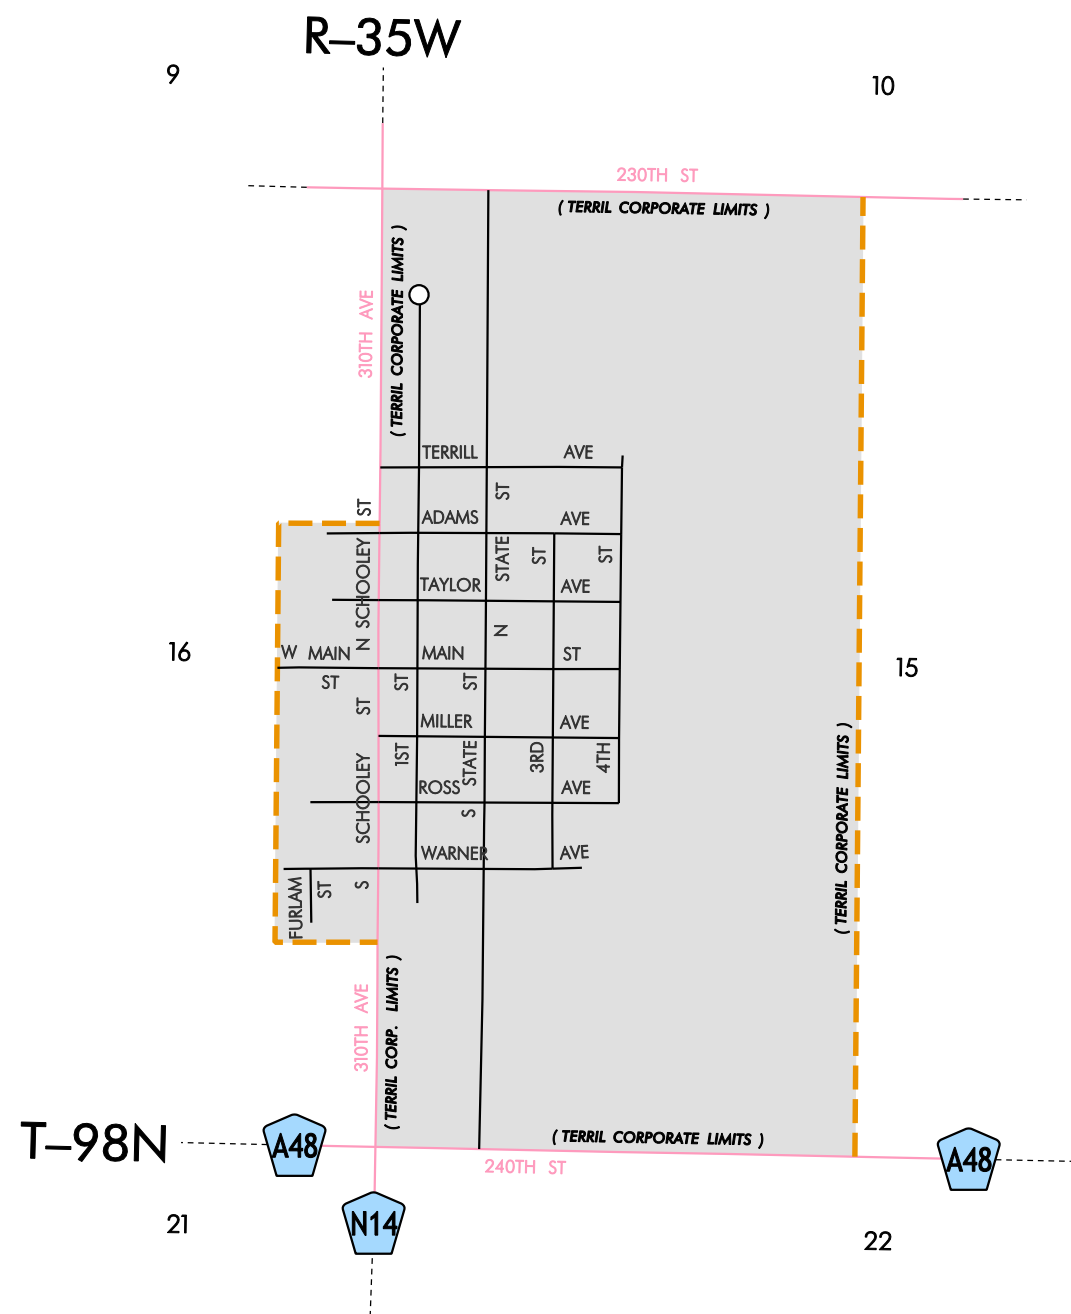 R–35W
9
10
230TH ST
( TERRIL CORPORATE LIMITS )
( TERRIL CORPORATE LIMITS )
310TH AVE
TERRILL AVE
N SCHOOLEY ST
N STATE ST
ADAMS AVE
ST
ST
TAYLOR AVE
16
W MAIN ST
MAIN ST
15
1ST ST
S STATE ST
S SCHOOLEY ST
MILLER AVE
3RD
4TH
ROSS AVE
WARNER AVE
FURLAM ST
( TERRIL CORPORATE LIMITS )
310TH AVE
( TERRIL CORP. LIMITS )
T–98N
A48
( TERRIL CORPORATE LIMITS )
240TH ST
A48
21
N14
22